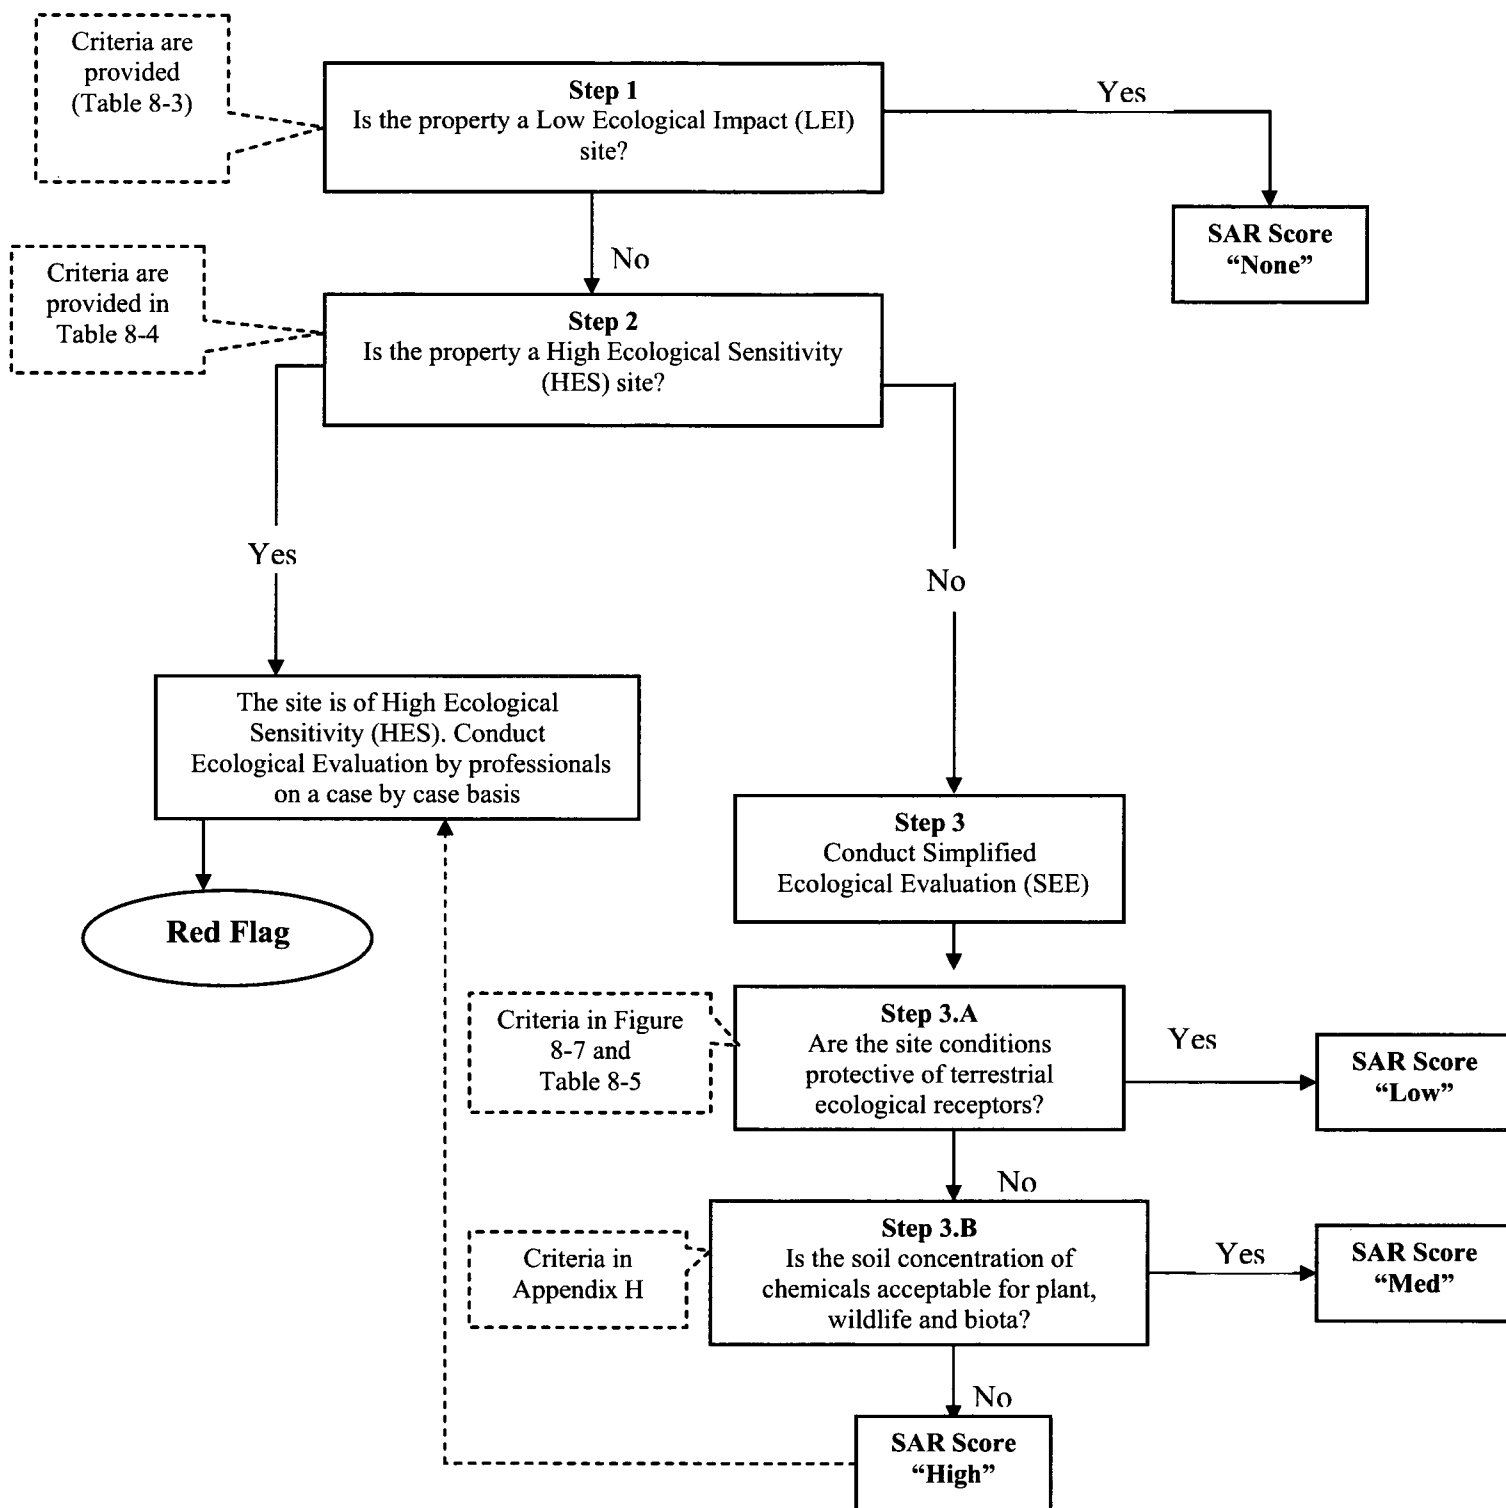 Criteria are
provided
(Table 8-3)
Step 1
Is the property a Low Ecological Impact (LEI)
site?
Yes
SAR Score
“None”
No
Criteria are
provided in
Table 8-4
Step 2
Is the property a High Ecological Sensitivity
(HES) site?
Yes
No
The site is of High Ecological
Sensitivity (HES). Conduct
Ecological Evaluation by professionals
on a case by case basis
Red Flag
Step 3
Conduct Simplified
Ecological Evaluation (SEE)
Criteria in Figure
8-7 and
Table 8-5
Step 3.A
Are the site conditions
protective of terrestrial
ecological receptors?
Yes
SAR Score
“Low”
No
Criteria in
Appendix H
Step 3.B
Is the soil concentration of
chemicals acceptable for plant,
wildlife and biota?
Yes
SAR Score
“Med”
No
SAR Score
“High”